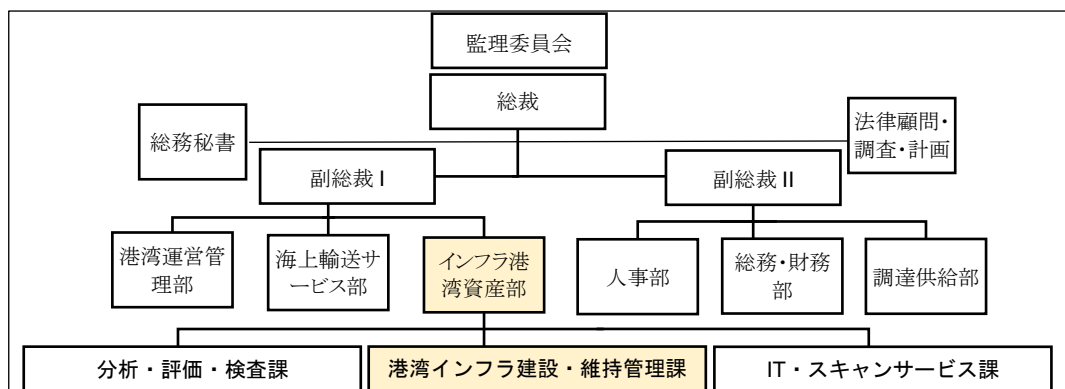 監理委員会
総裁
総務秘書
法律顧問・
調査・計画
副総裁 I
副総裁 II
港湾運営管
理部
海上輸送サ
ービス部
インフラ港
湾資産部
人事部
総務・財務
部
調達供給部
分析・評価・検査課
港湾インフラ建設・維持管理課
IT・スキャンサービス課